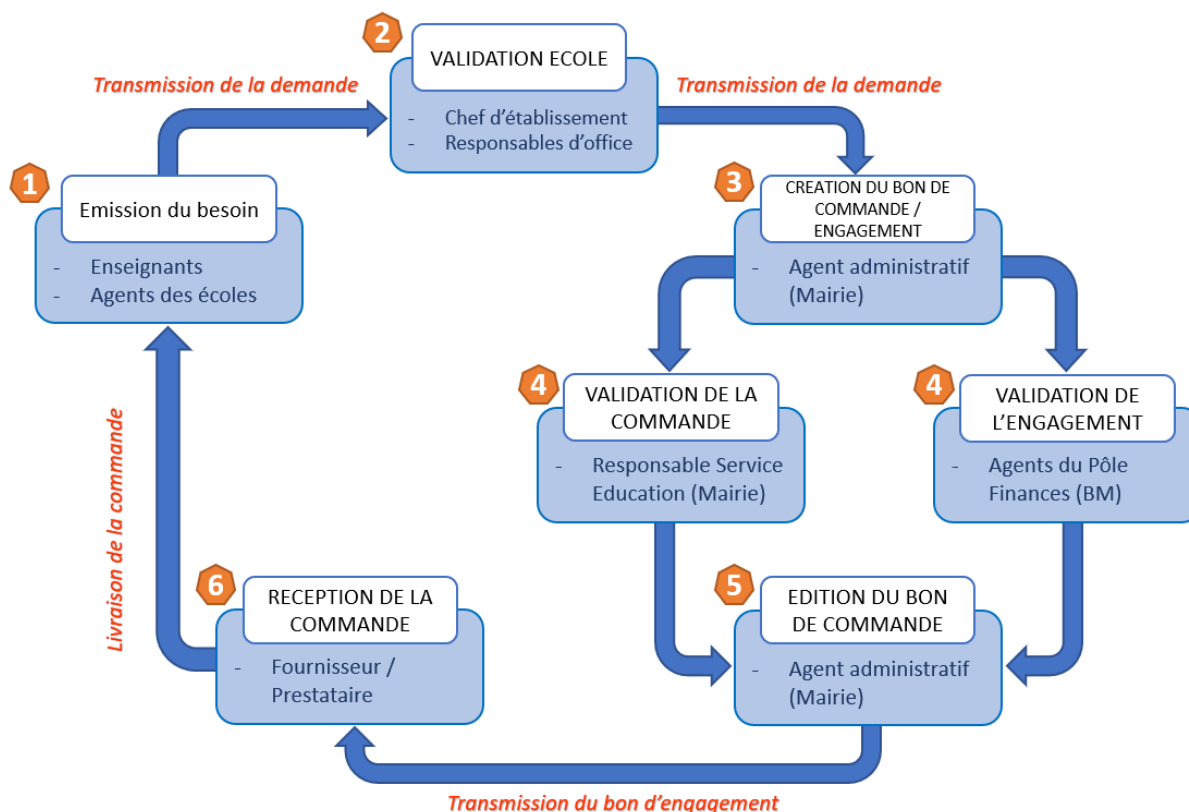 2
VALIDATION ECOLE
- Chef d’établissement
- Responsables d’office
Transmission de la demande
Transmission de la demande
1
Emission du besoin
- Enseignants
- Agents des écoles
3
CREATION DU BON DE
COMMANDE /
ENGAGEMENT
- Agent administratif
(Mairie)
4
VALIDATION DE LA
COMMANDE
- Responsable Service
Education (Mairie)
4
VALIDATION DE
L’ENGAGEMENT
- Agents du Pôle
Finances (BM)
5
EDITION DU BON
DE COMMANDE
- Agent administratif
(Mairie)
6
RECEPTION DE LA
COMMANDE
- Fournisseur /
Prestataire
Livraison de la commande
Transmission du bon d’engagement